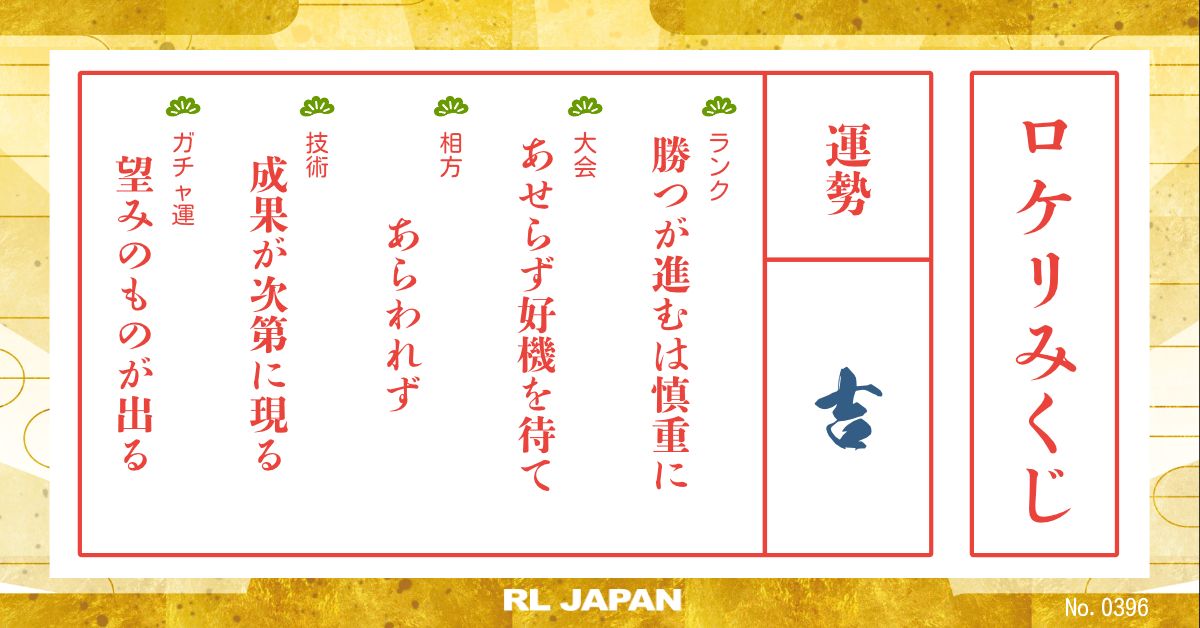 ロケリみくじ
運勢
吉
ランク
勝つが進むは慎重に
大会
あせらず好機を待て
相方
あらわれず
技術
成果が次第に現る
ガチャ運
望みのものが出る
RL JAPAN
No. 0396